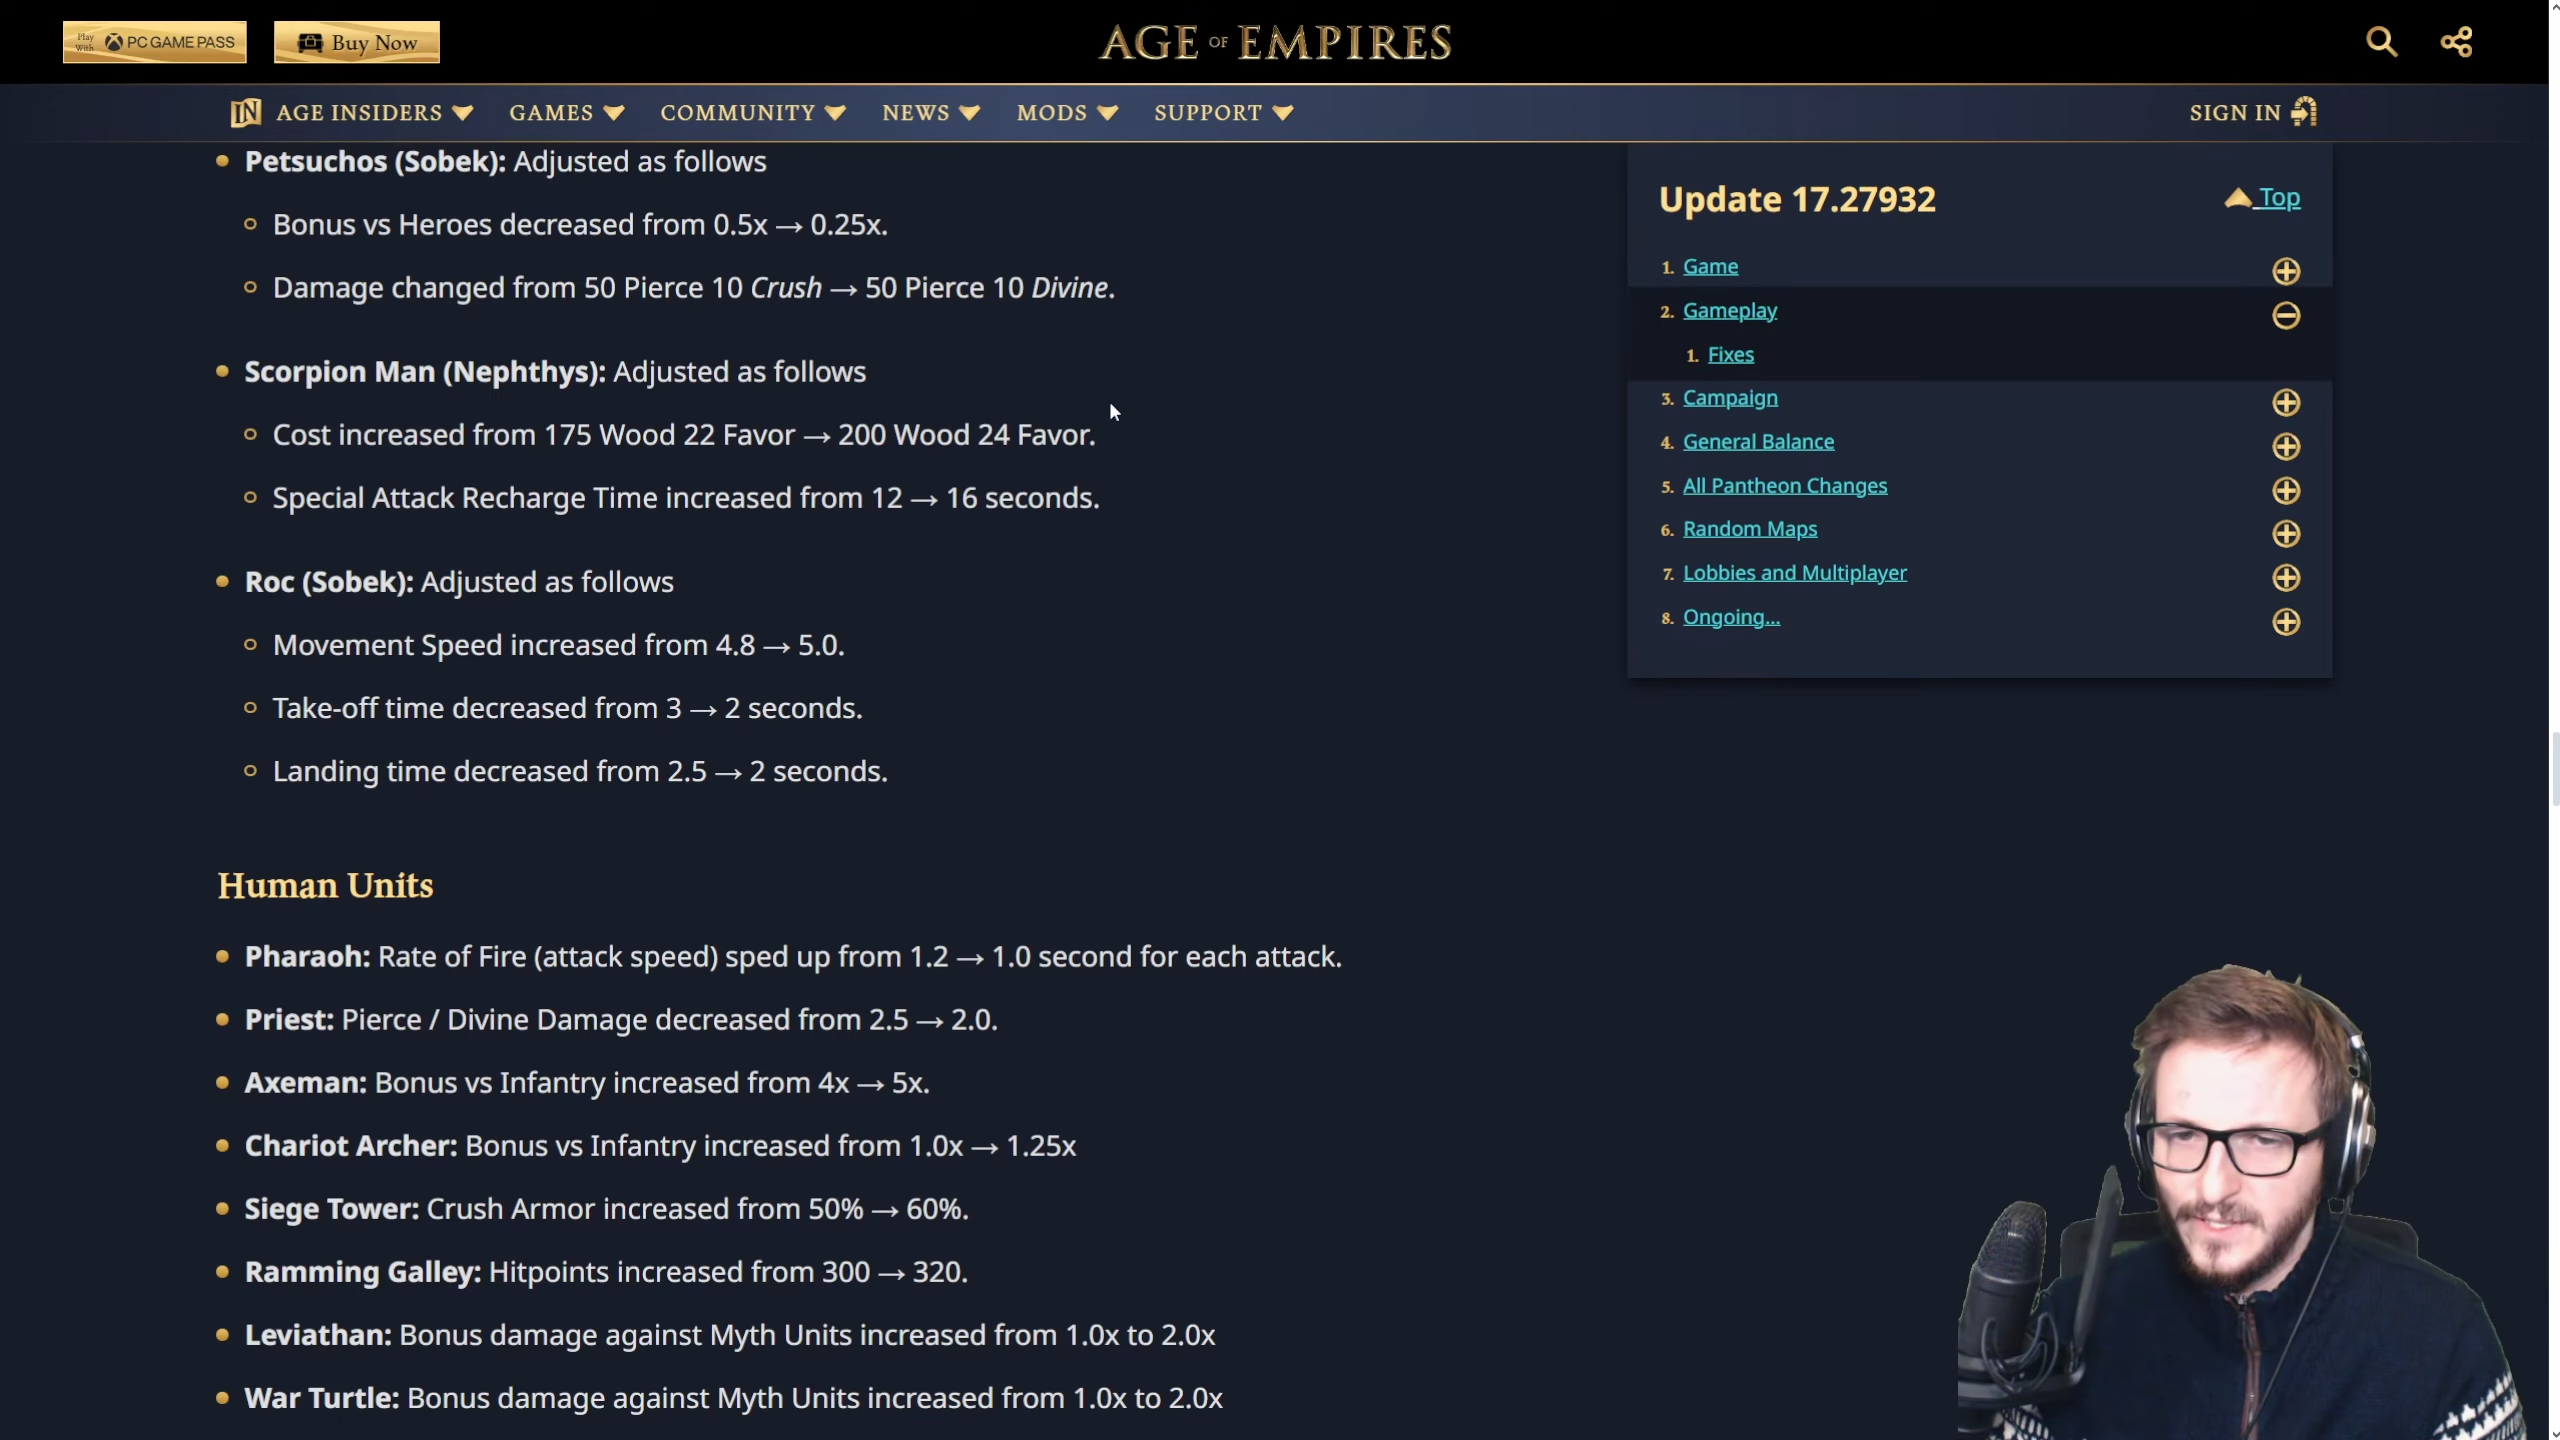 Play With PC GAME PASS
Buy Now
AGE OF EMPIRES
IN AGE INSIDERS
GAMES
COMMUNITY
NEWS
MODS
SUPPORT
SIGN IN
Petsuchos (Sobek): Adjusted as follows
Bonus vs Heroes decreased from 0.5x → 0.25x.
Damage changed from 50 Pierce 10 Crush → 50 Pierce 10 Divine.
Scorpion Man (Nephthys): Adjusted as follows
Cost increased from 175 Wood 22 Favor → 200 Wood 24 Favor.
Special Attack Recharge Time increased from 12 → 16 seconds.
Roc (Sobek): Adjusted as follows
Movement Speed increased from 4.8 → 5.0.
Take-off time decreased from 3 → 2 seconds.
Landing time decreased from 2.5 → 2 seconds.
Human Units
Pharaoh: Rate of Fire (attack speed) sped up from 1.2 → 1.0 second for each attack.
Priest: Pierce / Divine Damage decreased from 2.5 → 2.0.
Axeman: Bonus vs Infantry increased from 4x → 5x.
Chariot Archer: Bonus vs Infantry increased from 1.0x → 1.25x
Siege Tower: Crush Armor increased from 50% → 60%.
Ramming Galley: Hitpoints increased from 300 → 320.
Leviathan: Bonus damage against Myth Units increased from 1.0x to 2.0x
War Turtle: Bonus damage against Myth Units increased from 1.0x to 2.0x
Update 17.27932
Top
1. Game
2. Gameplay
1. Fixes
3. Campaign
4. General Balance
5. All Pantheon Changes
6. Random Maps
7. Lobbies and Multiplayer
8. Ongoing...